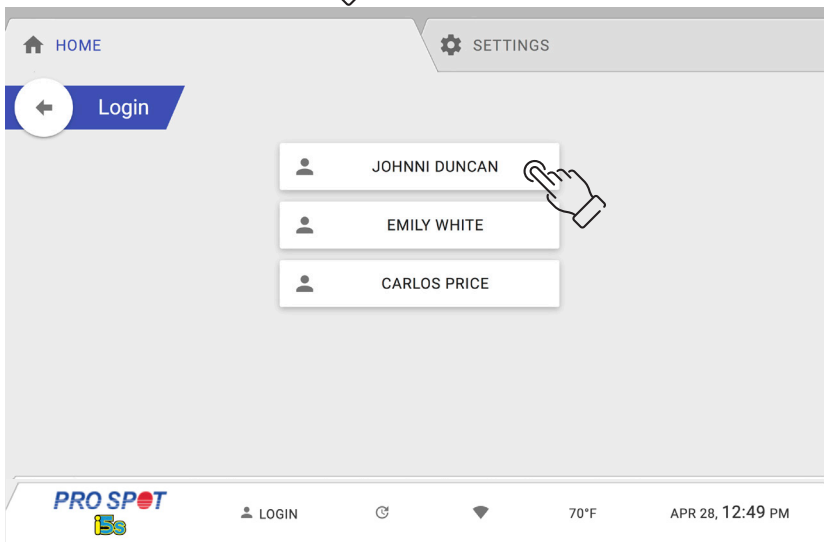 HOME
SETTINGS
Login
JOHNNI DUNCAN
EMILY WHITE
CARLOS PRICE
PRO SPOT
i5s
LOGIN
70°F
APR 28, 12:49 PM